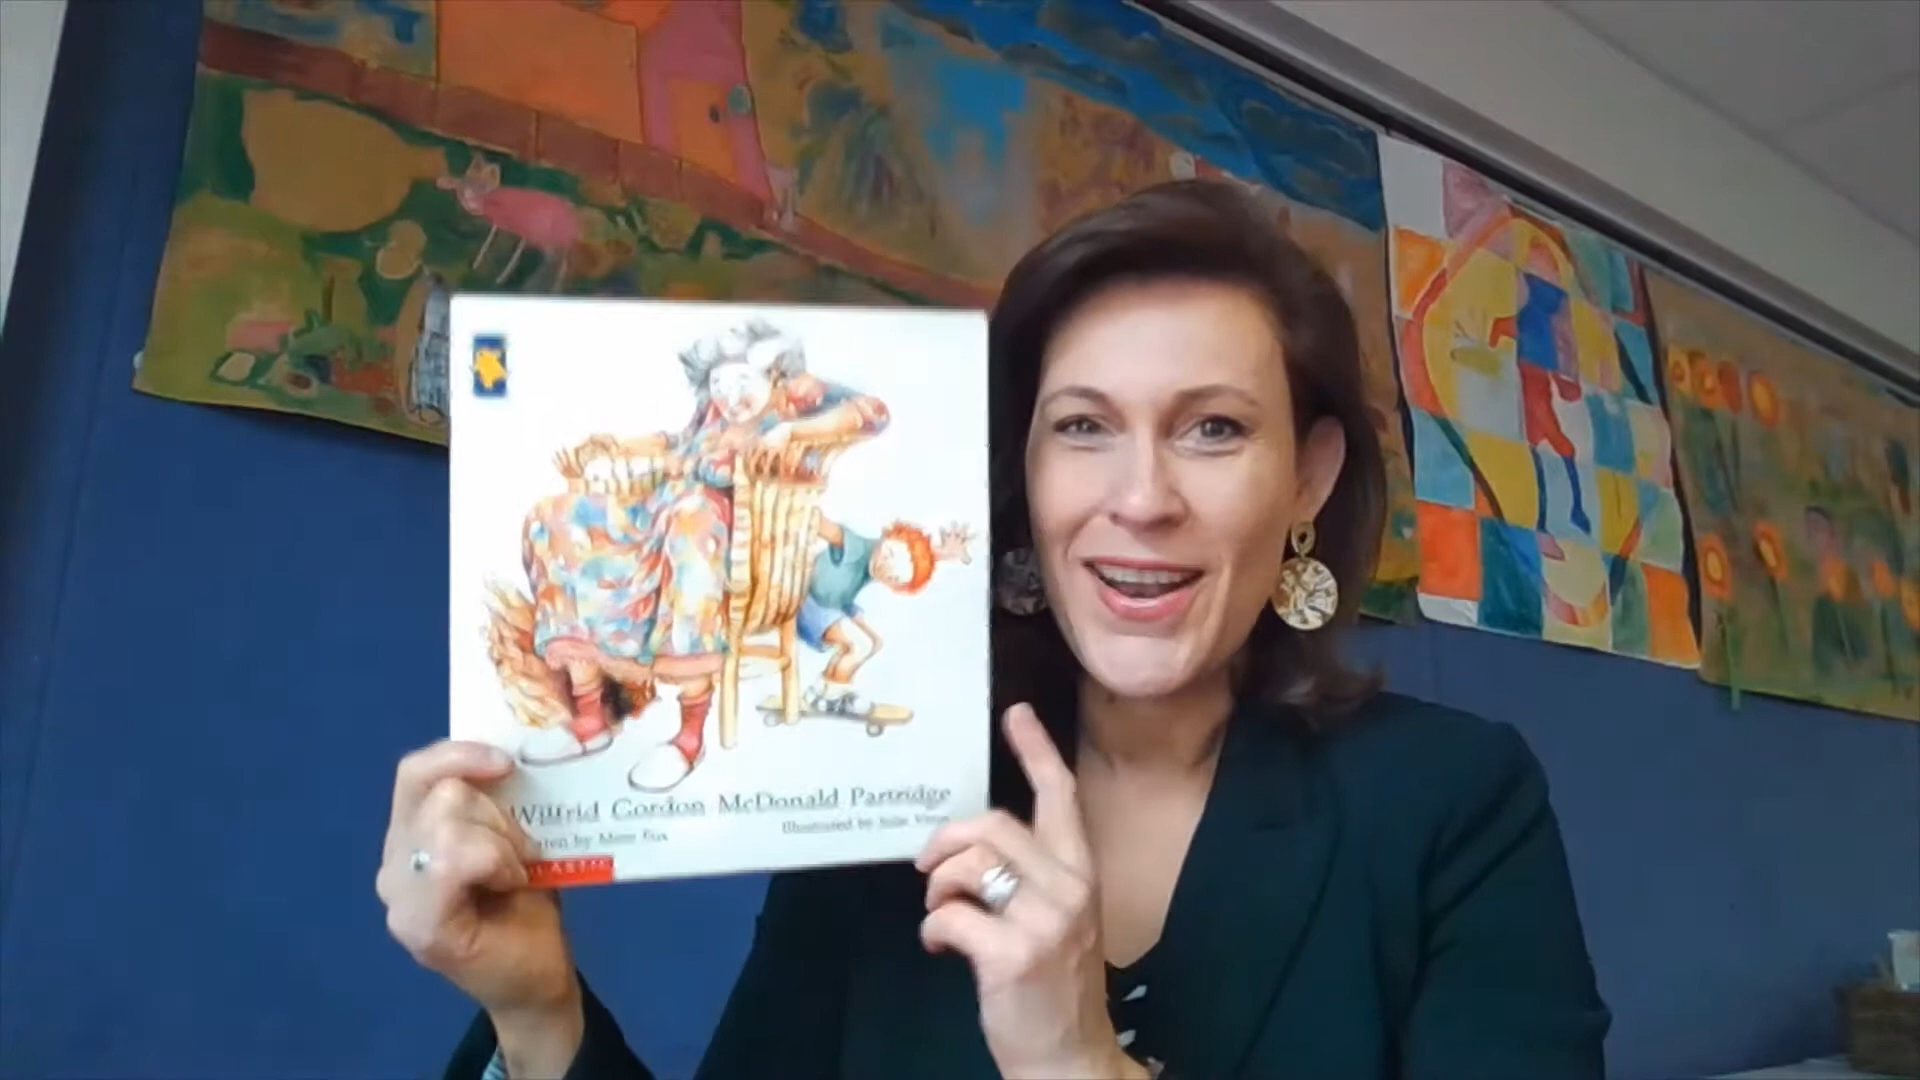 Wilfrid Gordon McDonald Partridge
Written by Mem Fox
Illustrated by Julie Vivas
SCHOLASTIC